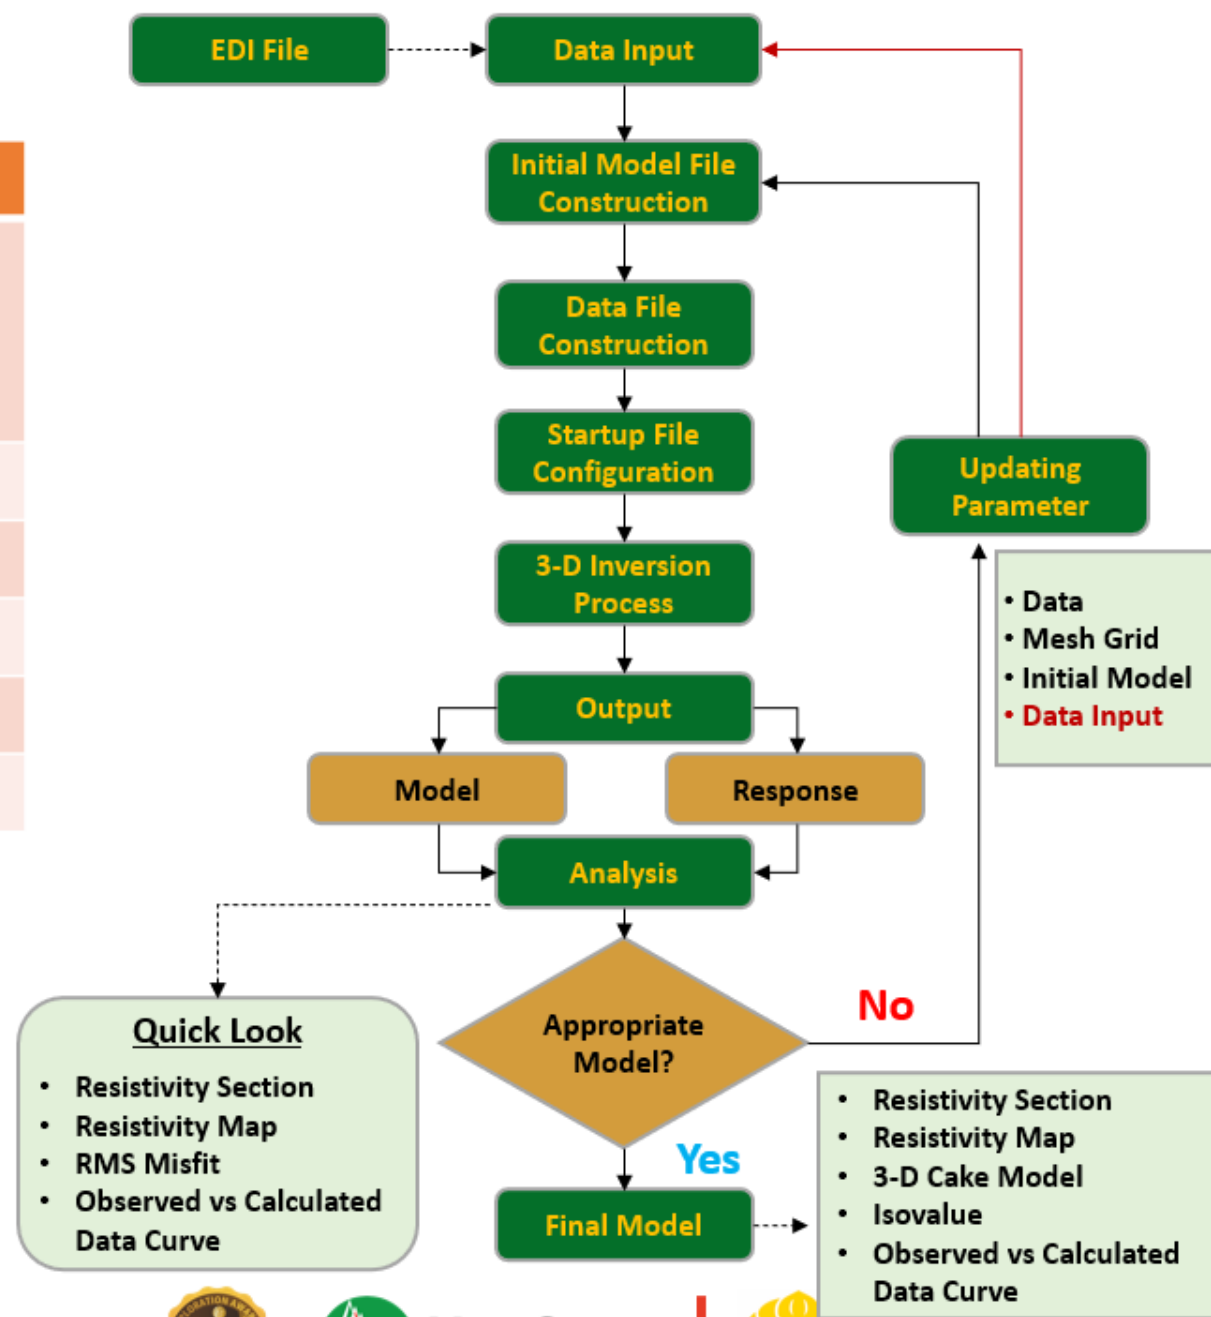 EDI File
Data Input
Initial Model File
Construction
Data File
Construction
Startup File
Configuration
Updating
Parameter
3-D Inversion
Process
• Data
• Mesh Grid
• Initial Model
• Data Input
Output
Model
Response
Analysis
Appropriate
Model?
No
Yes
Quick Look
• Resistivity Section
• Resistivity Map
• RMS Misfit
• Observed vs Calculated
Data Curve
Final Model
• Resistivity Section
• Resistivity Map
• 3-D Cake Model
• Isovalue
• Observed vs Calculated
Data Curve